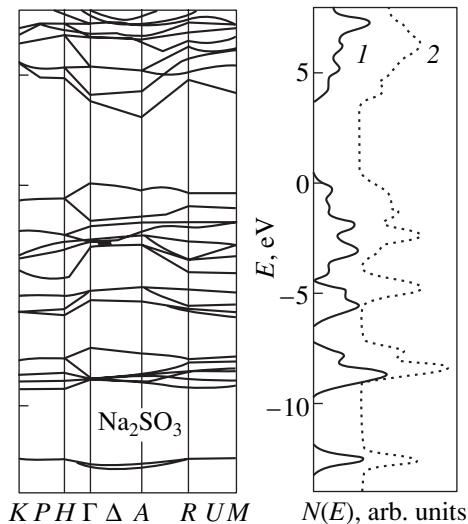 1 2
5
0
−5
−10
E, eV
Na₂SO₃
K P H Γ Δ A R U M
N(E), arb. units